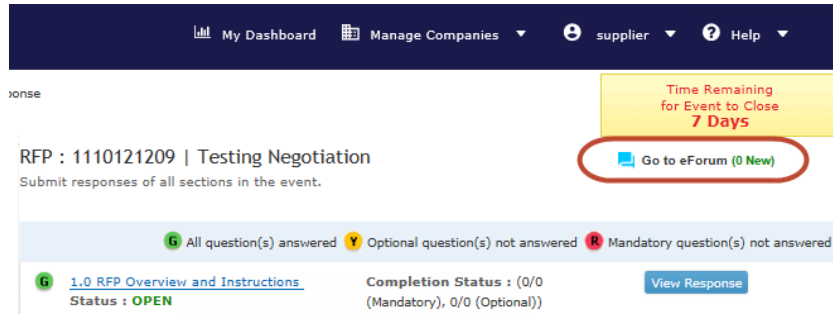 My Dashboard Manage Companies supplier Help
Time Remaining
for Event to Close
7 Days
RFP : 1110121209 | Testing Negotiation
Go to eForum (0 New)
Submit responses of all sections in the event.
G All question(s) answered Y Optional question(s) not answered R Mandatory question(s) not answered
G 1.0 RFP Overview and Instructions Completion Status : (0/0 View Response
Status : OPEN (Mandatory), 0/0 (Optional))